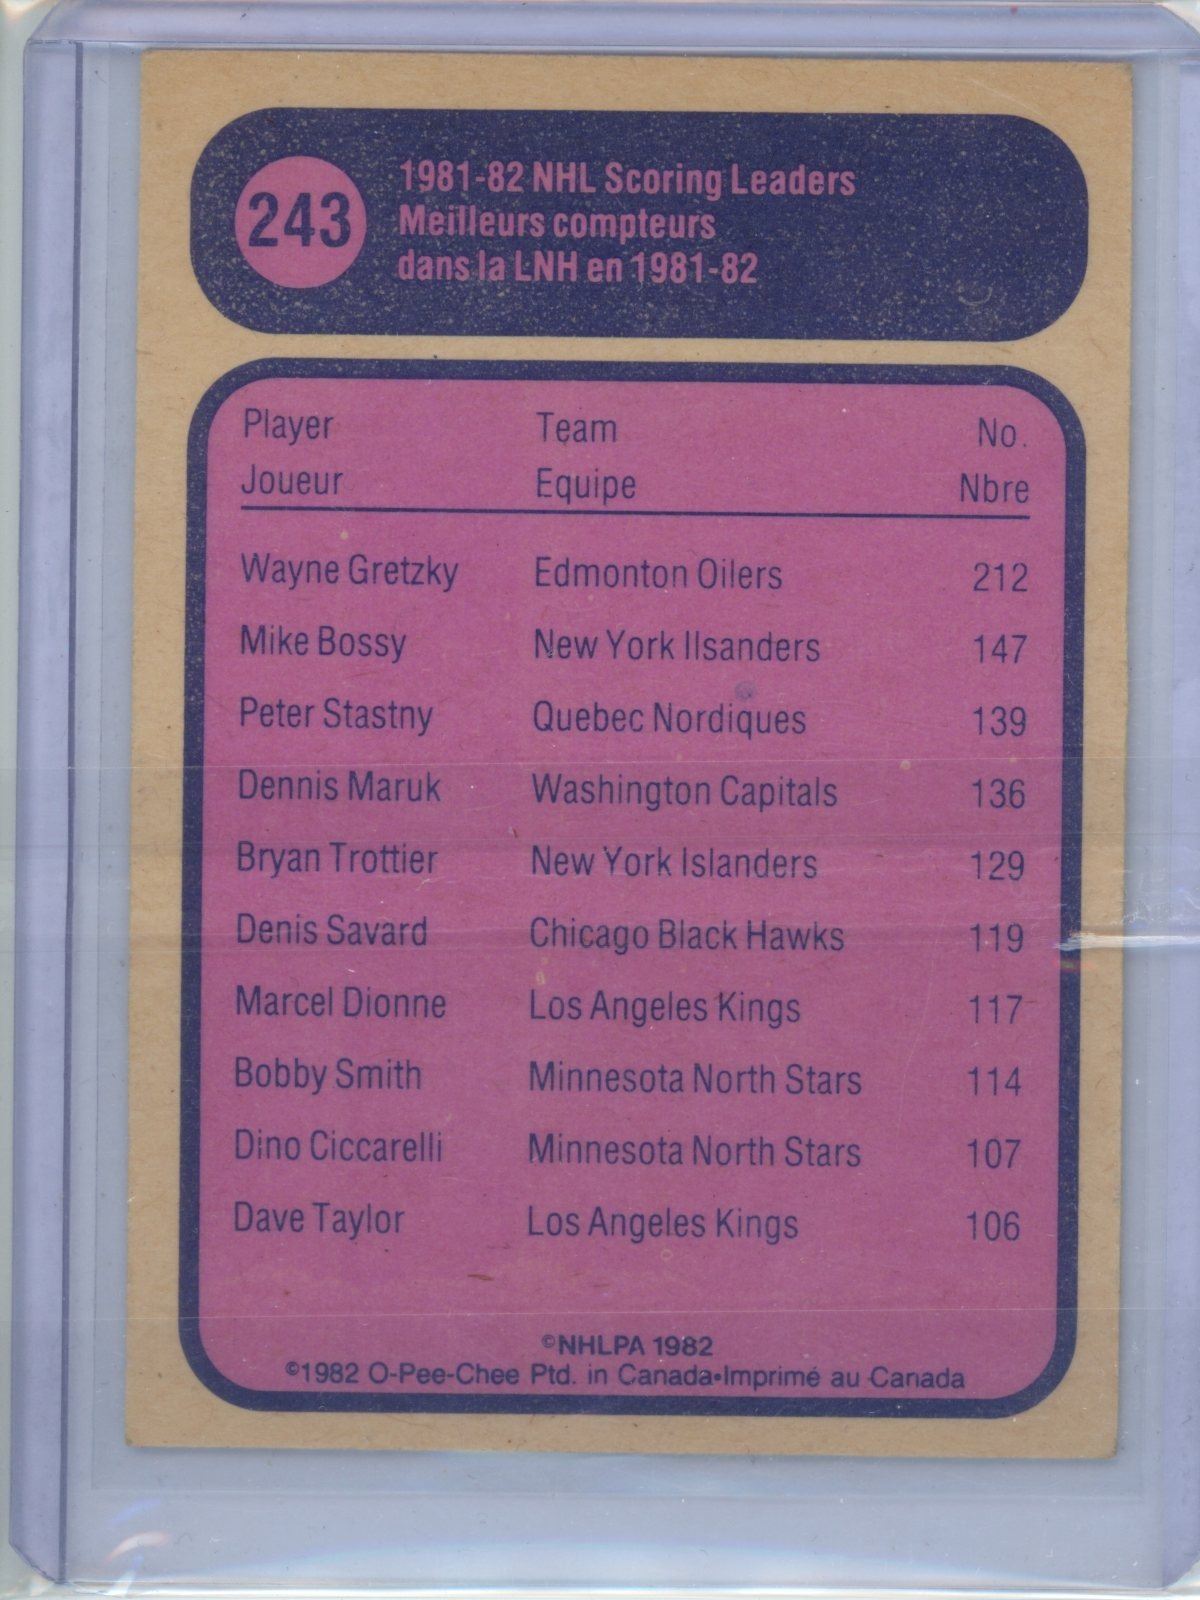 243
1981-82 NHL Scoring Leaders
Meilleurs compteurs
dans la LNH en 1981-82
Player Team No.
Joueur Equipe Nbre
Wayne Gretzky Edmonton Oilers 212
Mike Bossy New York Ilsanders 147
Peter Stastny Quebec Nordiques 139
Dennis Maruk Washington Capitals 136
Bryan Trottier New York Islanders 129
Denis Savard Chicago Black Hawks 119
Marcel Dionne Los Angeles Kings 117
Bobby Smith Minnesota North Stars 114
Dino Ciccarelli Minnesota North Stars 107
Dave Taylor Los Angeles Kings 106
©NHLPA 1982
©1982 O-Pee-Chee Ptd. in Canada•Imprimé au Canada